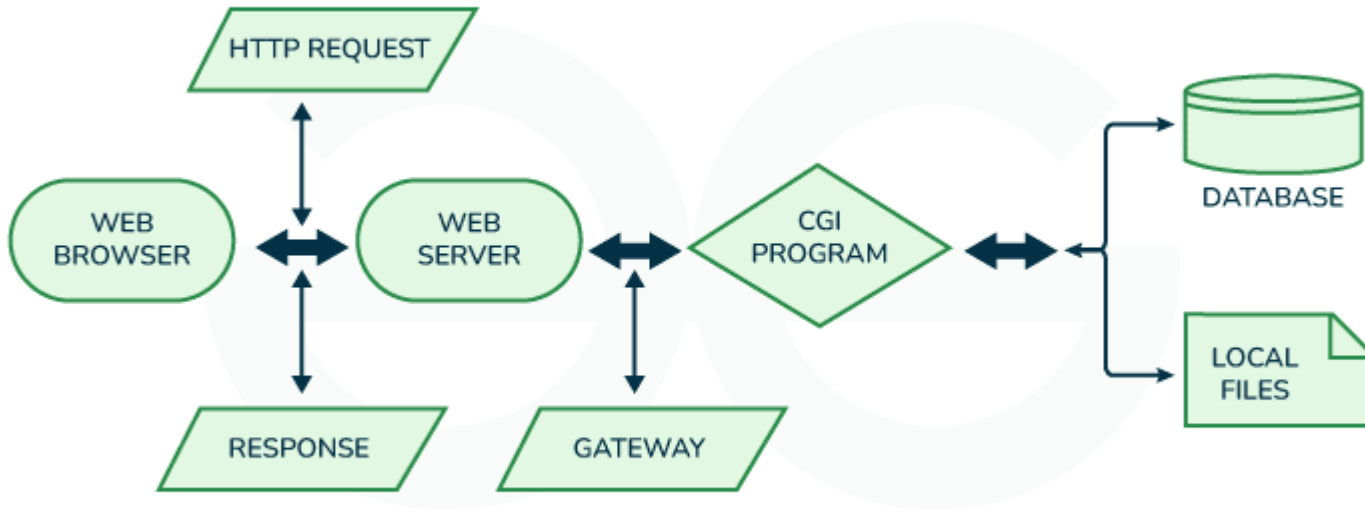 HTTP REQUEST
WEB
BROWSER
WEB
SERVER
CGI
PROGRAM
DATABASE
LOCAL
FILES
RESPONSE
GATEWAY